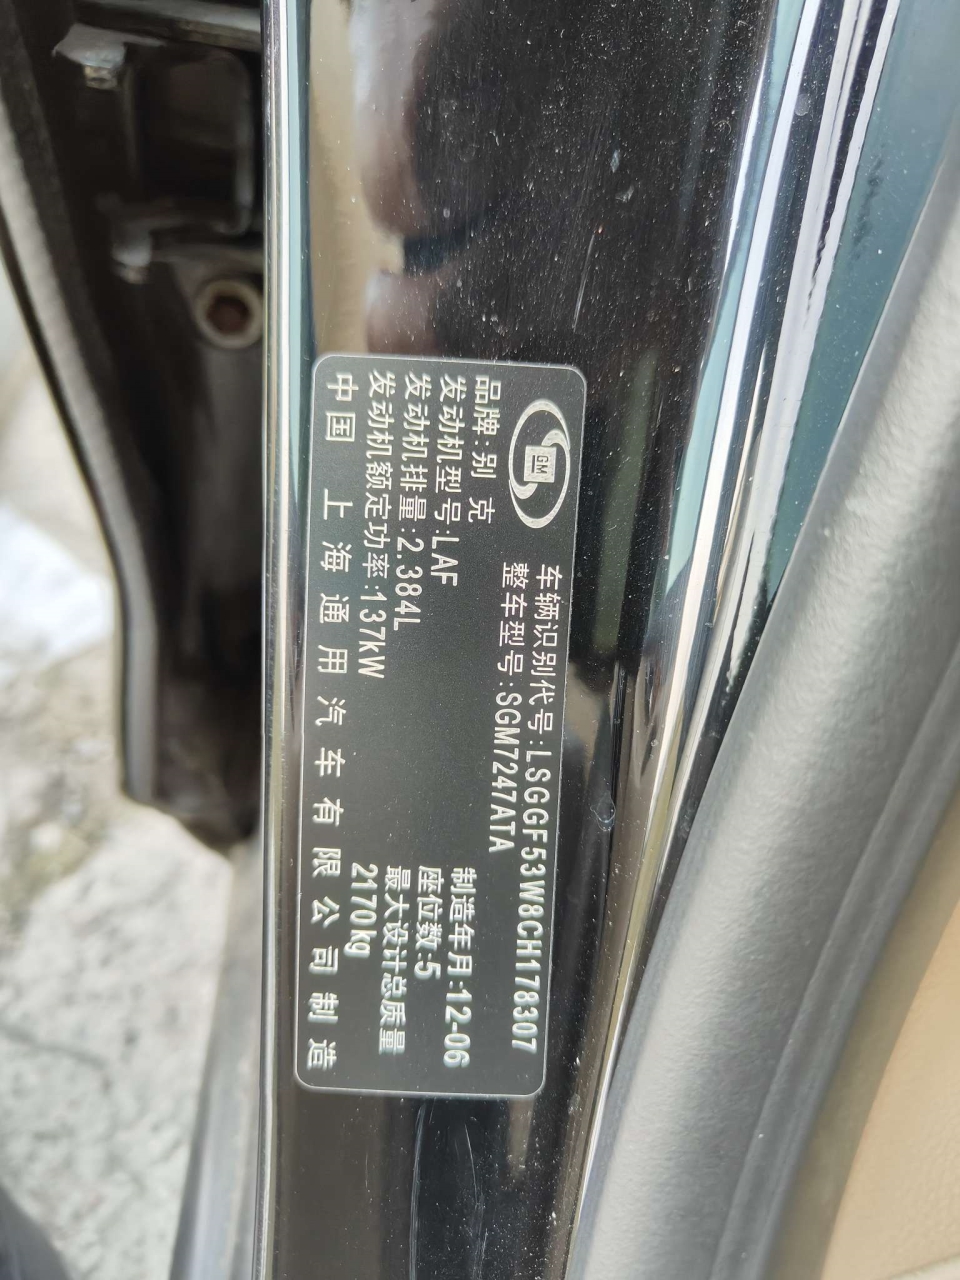 GM
车辆识别代号:LSGGF53W8CH178307
整车型号:SGM7247ATA
品牌:别 克
发动机型号:LAF
发动机排量:2.384L
发动机额定功率:137kW
制造年月:12-06
座位数:5
最大设计总质量
2170kg
中国 上海通用汽车有限公司制造